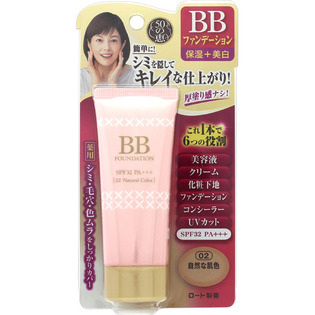 50の恵
BB
ファンデーション
保湿+美白
簡単に!
シミを隠して
キレイな仕上がり!
厚塗り感ナシ!
BB
FOUNDATION
SPF32 PA+++
[02 Natural Color]
薬用
シミ・毛穴・色ムラをしっかりカバー
これ1本で
6つの役割
美容液
クリーム
化粧下地
ファンデーション
コンシーラー
UVカット
SPF32 PA+++
02
自然な肌色
ロート製薬